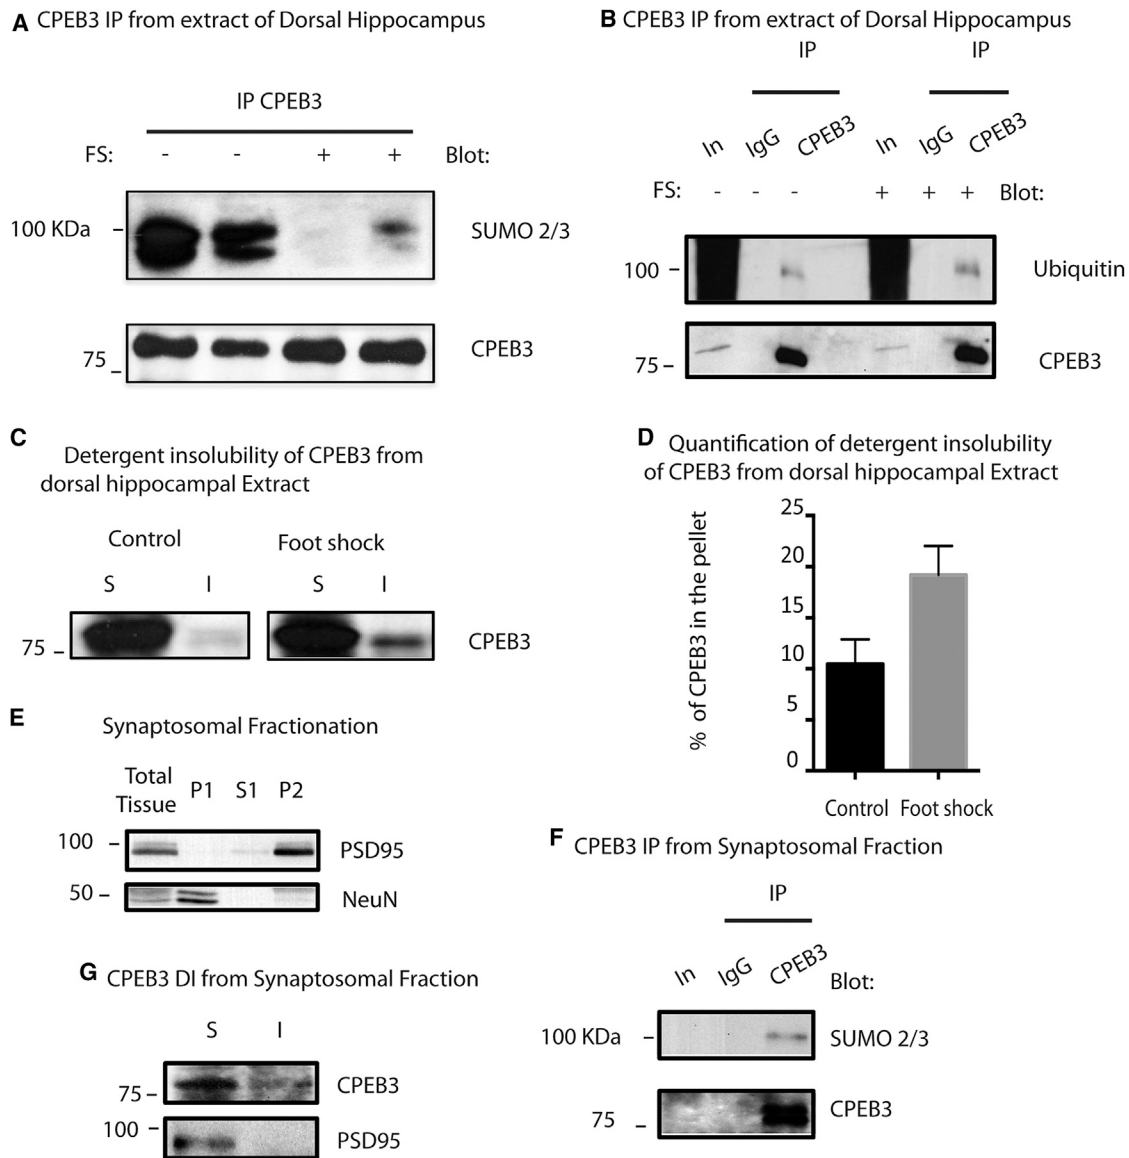 A CPEB3 IP from extract of Dorsal Hippocampus
IP CPEB3
FS: - - + + Blot:
100 KDa SUMO 2/3
75 CPEB3
B CPEB3 IP from extract of Dorsal Hippocampus
IP IP
In IgG CPEB3 In IgG CPEB3
FS: - - - + + + Blot:
100 Ubiquitin
75 CPEB3
C
Detergent insolubility of CPEB3 from
dorsal hippocampal Extract
Control Foot shock
S I S I
75 CPEB3
D Quantification of detergent insolubility
of CPEB3 from dorsal hippocampal Extract
% of CPEB3 in the pellet
25
20
15
10
5
0
Control Foot shock
E
Synaptosomal Fractionation
Total
Tissue P1 S1 P2
100 PSD95
50 NeuN
F CPEB3 IP from Synaptosomal Fraction
IP
In IgG CPEB3
Blot:
100 KDa SUMO 2/3
75 CPEB3
G CPEB3 DI from Synaptosomal Fraction
S I
75 CPEB3
100 PSD95